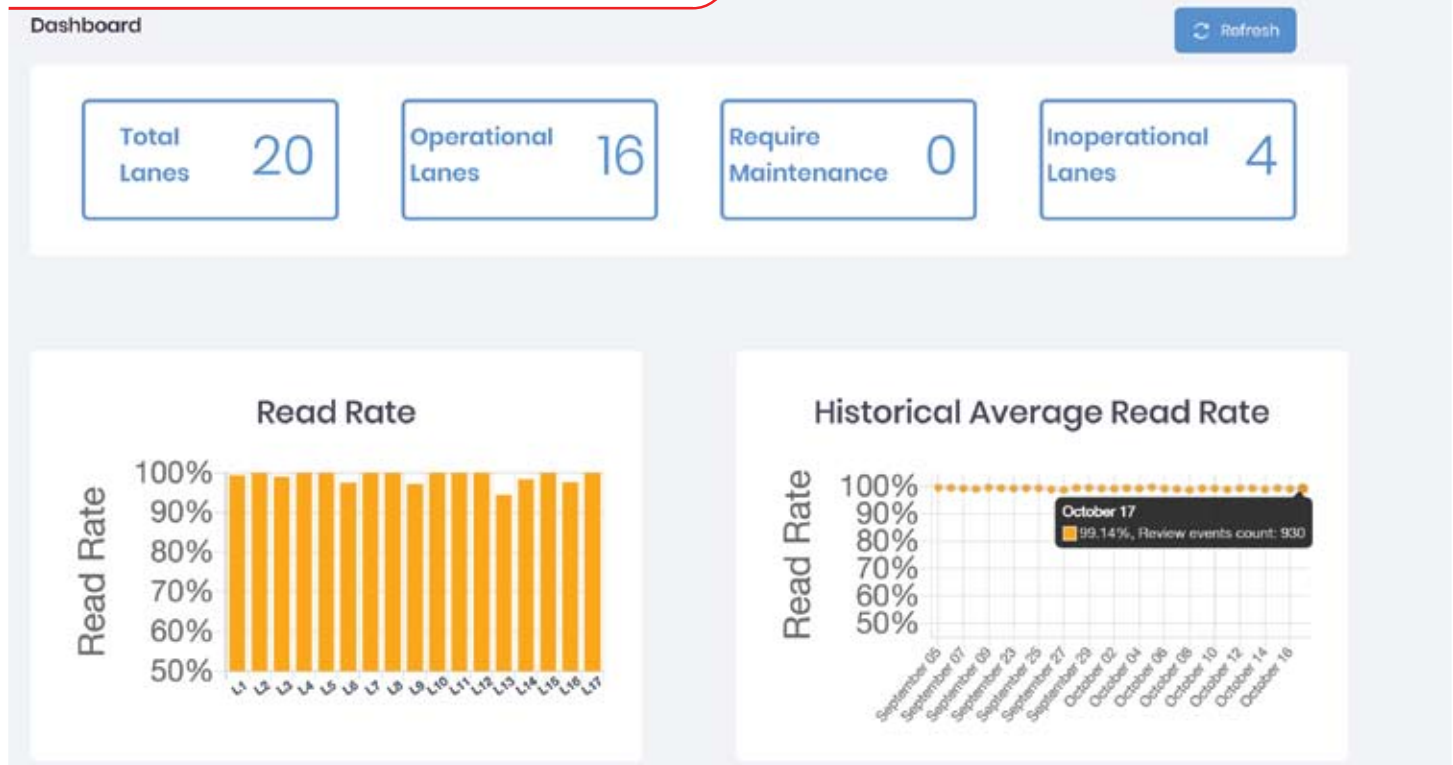 Dashboard
Refresh
Total
Lanes
20
Operational
Lanes
16
Require
Maintenance
0
Inoperational
Lanes
4
Read Rate
Read Rate
100%
90%
80%
70%
60%
50%
L1 L2 L3 L4 L5 L6 L7 L8 L9 L10 L11 L12 L13 L14 L15 L16 L17
Historical Average Read Rate
Read Rate
100%
90%
80%
70%
60%
50%
October 17
99.14%, Review events count: 930
September 05 September 07 September 09 September 23 September 25 September 27 September 29 October 02 October 04 October 06 October 08 October 10 October 12 October 14 October 16